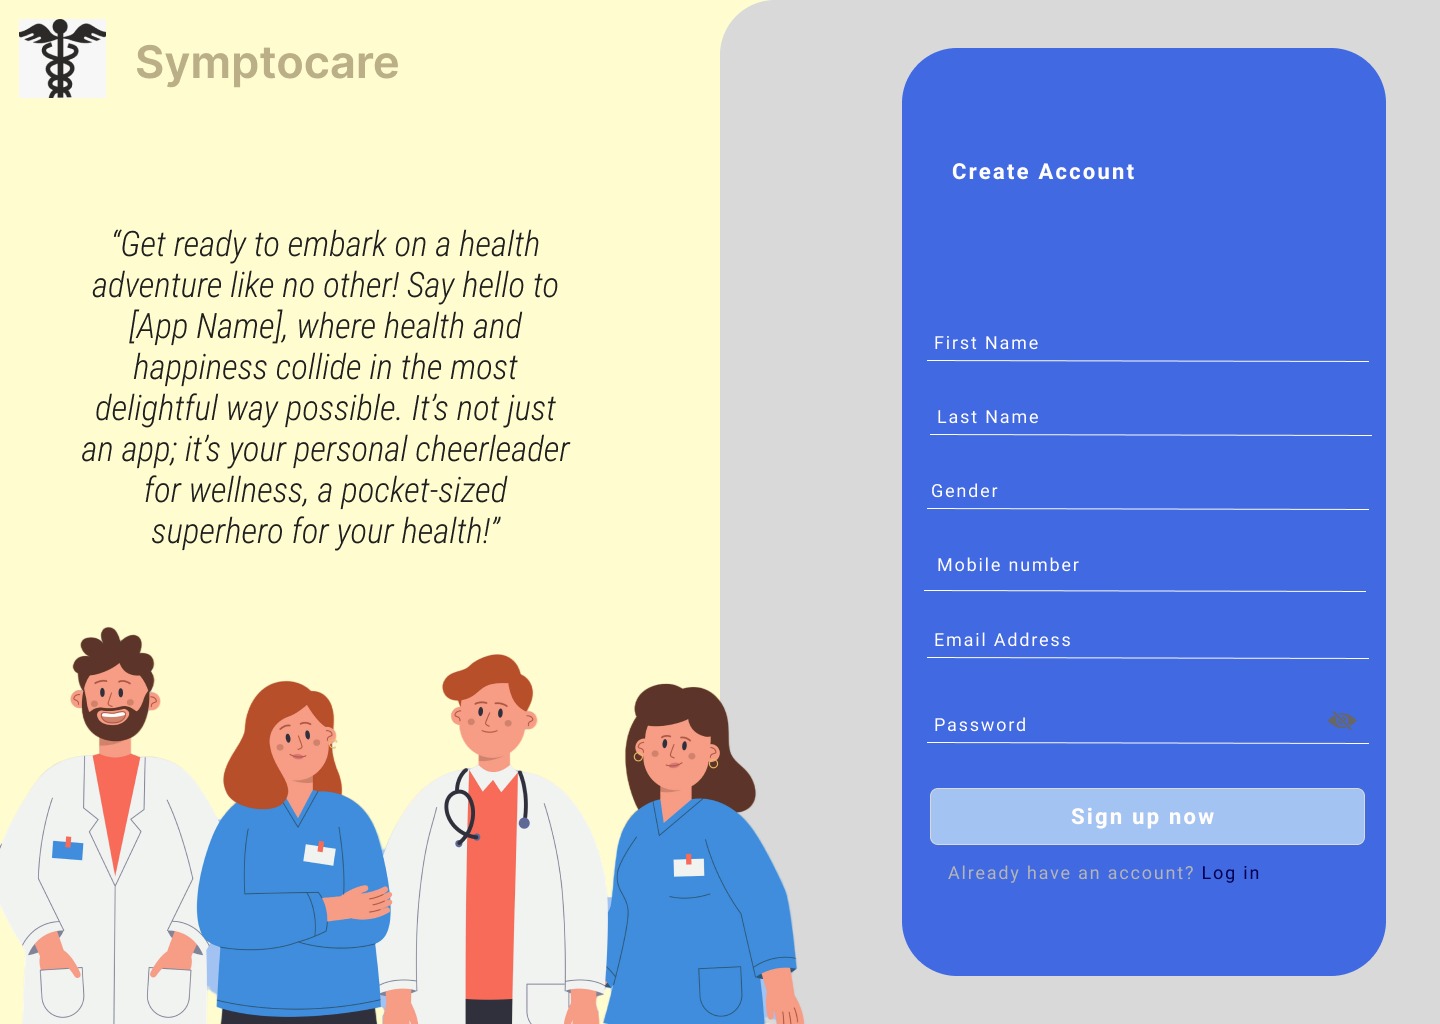 Symptocare
“Get ready to embark on a health
adventure like no other! Say hello to
[App Name], where health and
happiness collide in the most
delightful way possible. It’s not just
an app; it’s your personal cheerleader
for wellness, a pocket-sized
superhero for your health!”
Create Account
First Name
Last Name
Gender
Mobile number
Email Address
Password
Sign up now
Already have an account? Log in